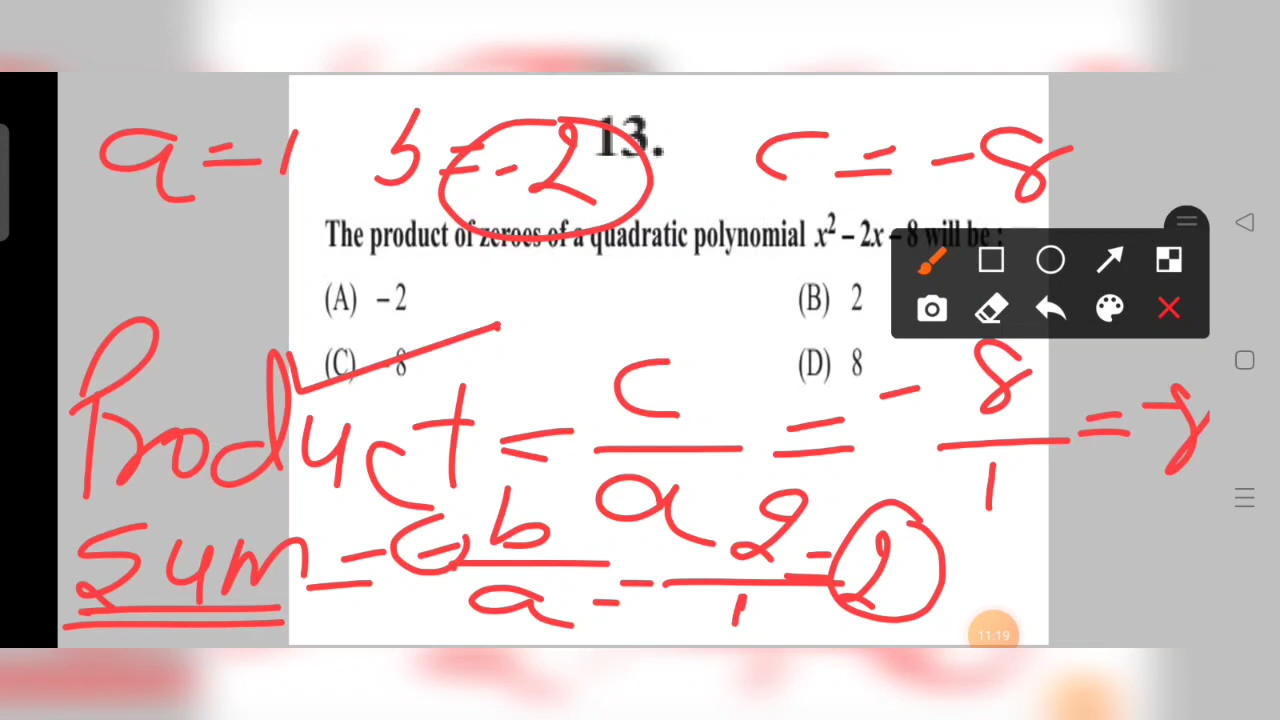 a = 1 b = -2 c = -8
13.
The product of zeroes of a quadratic polynomial x² – 2x – 8 will be :
(A) – 2 (B) 2
(C) – 8 (D) 8
Product = c/a = -8/1 = -8
Sum = (-)b/a = 2/1 = 2
11:19